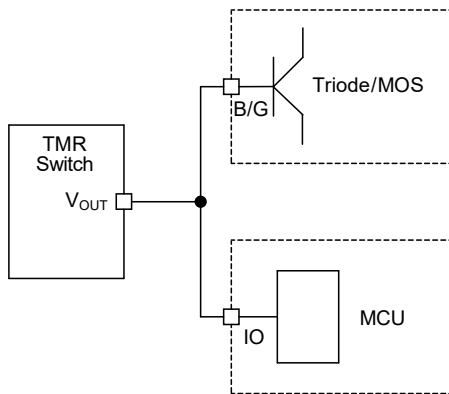 Triode/MOS
B/G
TMR
Switch
VOUT
MCU
IO